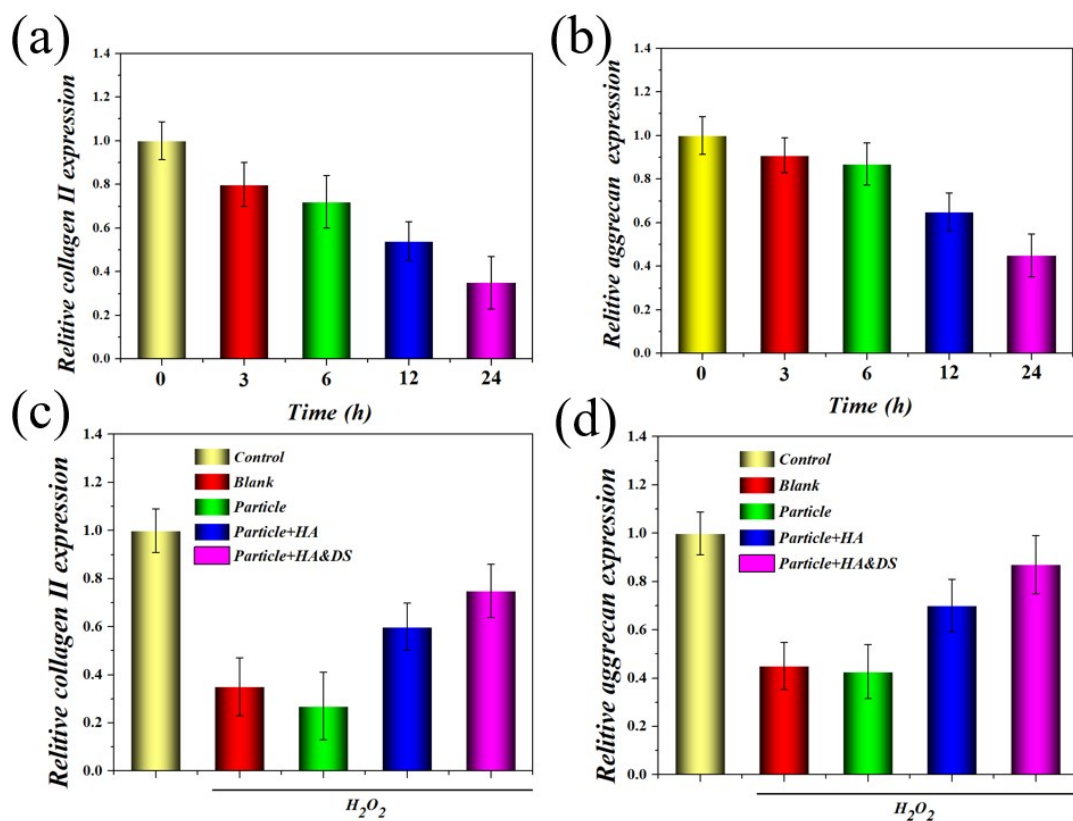 (a)
Relitive collagen II expression
1.4
1.2
1.0
0.8
0.6
0.4
0.2
0.0
0 3 6 12 24
Time (h)
(b)
Relitive aggrecan expression
1.4
1.2
1.0
0.8
0.6
0.4
0.2
0.0
0 3 6 12 24
Time (h)
(c)
Relitive collagen II expression
1.4
1.2
1.0
0.8
0.6
0.4
0.2
0.0
Control
Blank
Particle
Particle+HA
Particle+HA&DS
H₂O₂
(d)
Relitive aggrecan expression
1.4
1.2
1.0
0.8
0.6
0.4
0.2
0.0
Control
Blank
Particle
Particle+HA
Particle+HA&DS
H₂O₂